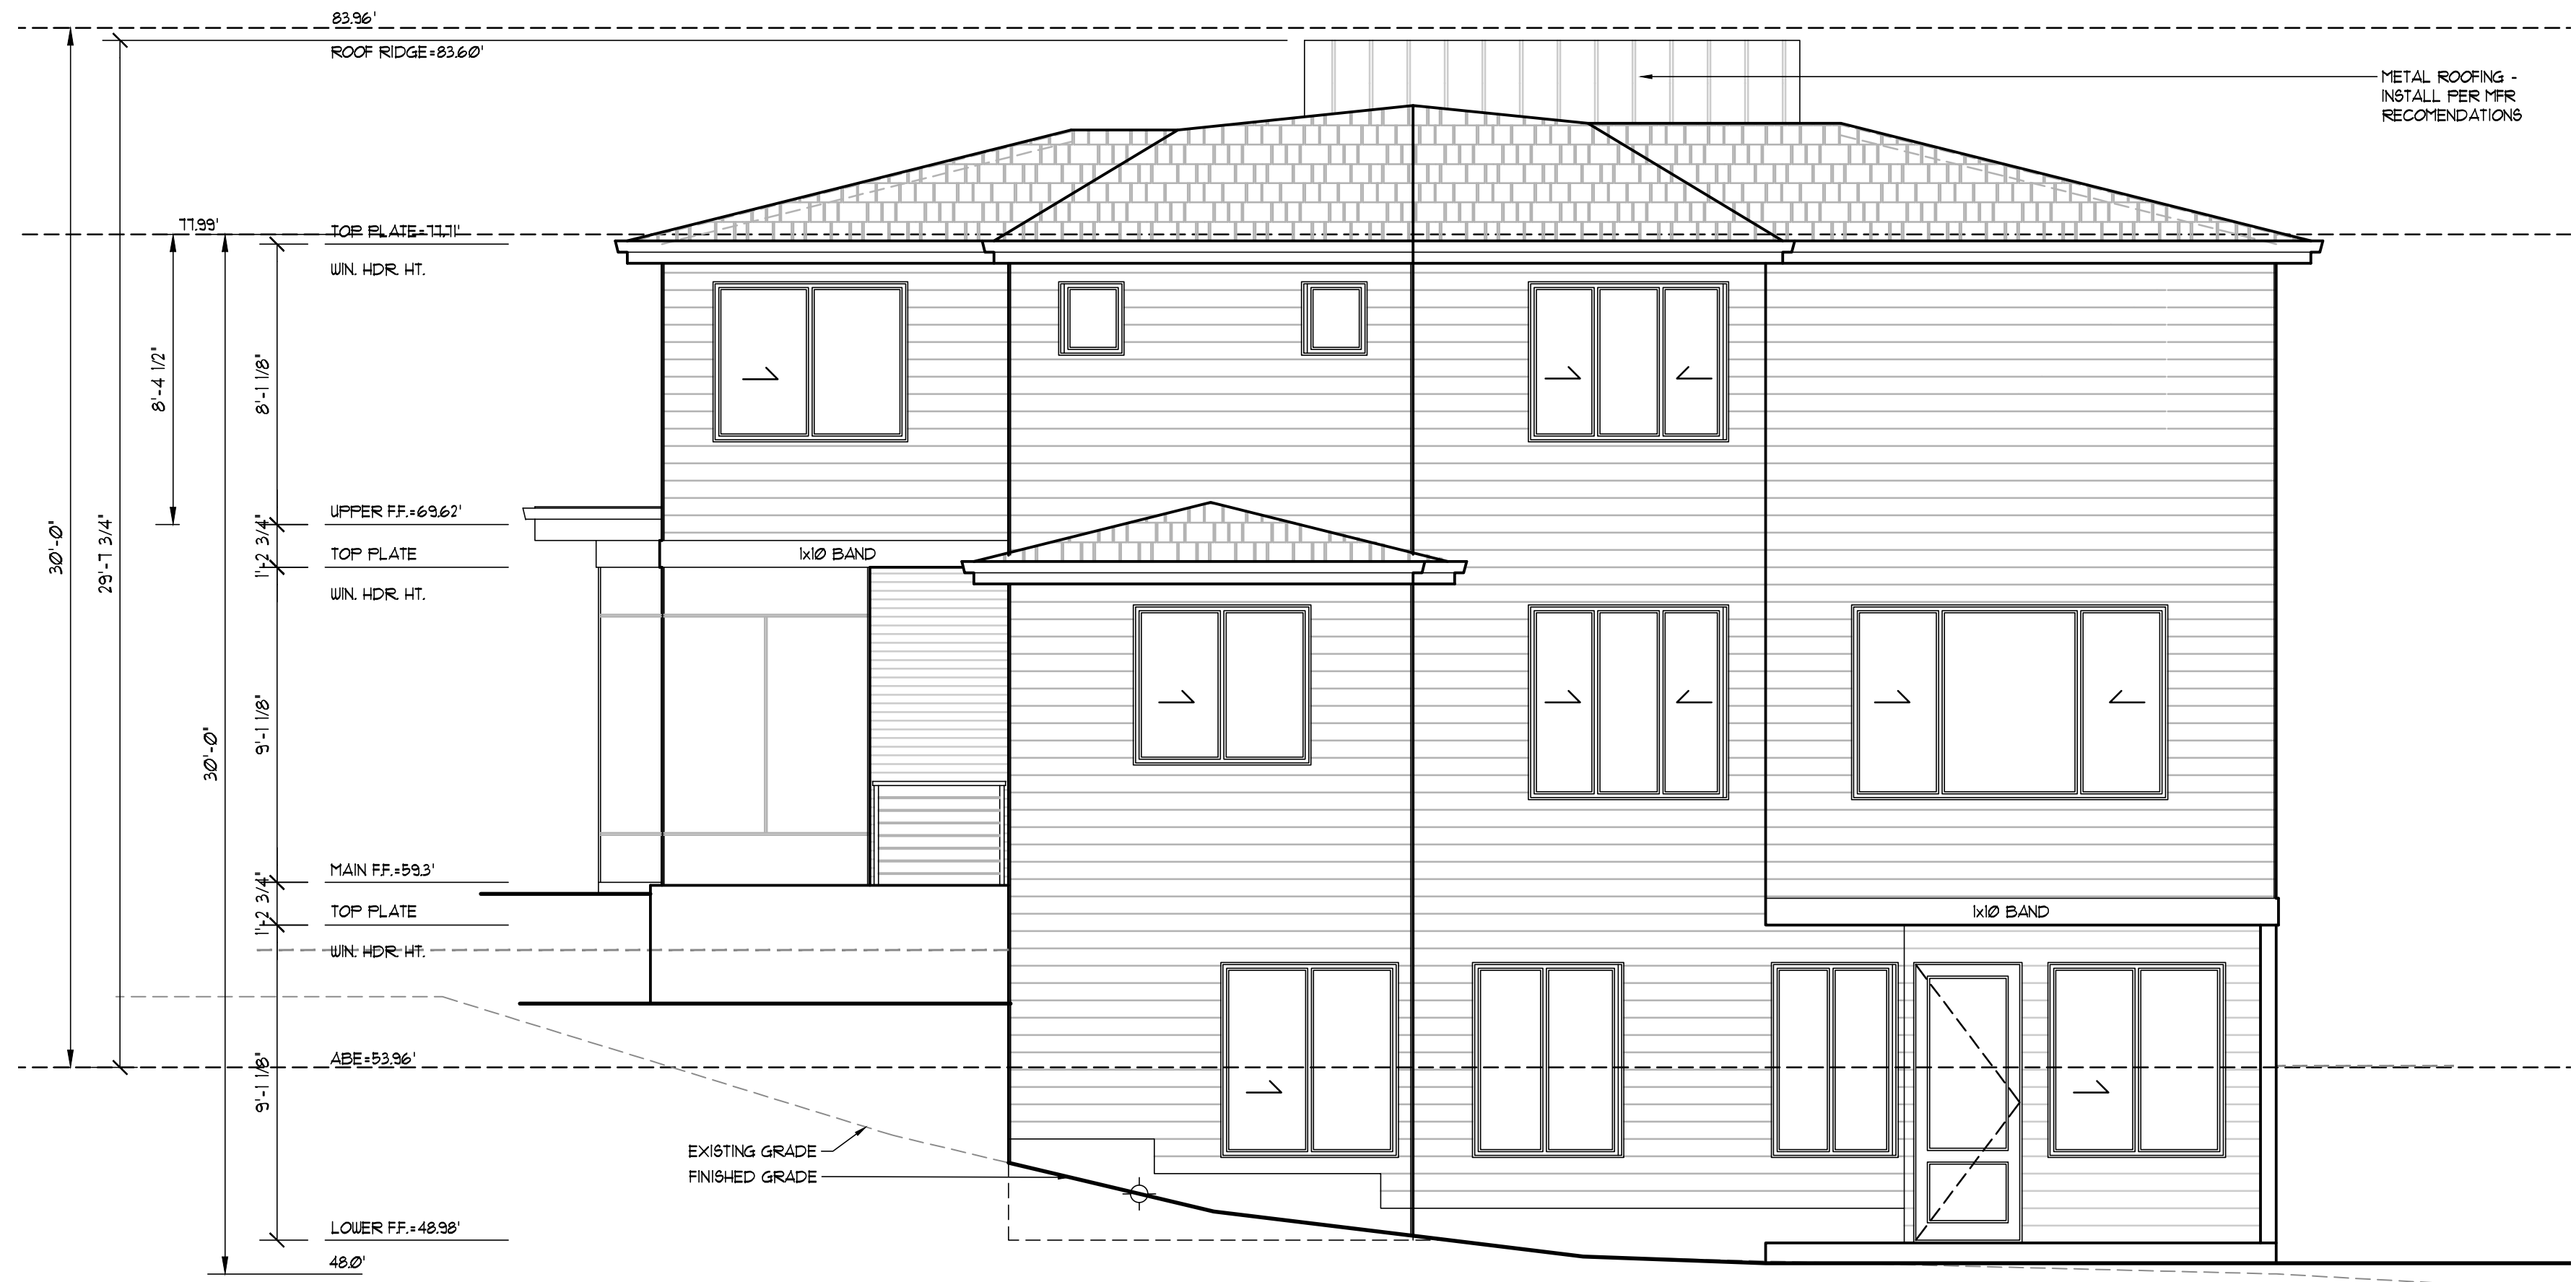 83.96'
ROOF RIDGE=83.60'
METAL ROOFING -
INSTALL PER MFR
RECOMENDATIONS
77.99'
TOP PLATE=77.71'
WIN. HDR. HT.
8'-4 1/2"
8'-1 1/8"
UPPER F.F.=69.62'
1'-2 3/4"
TOP PLATE
1x10 BAND
30'-0"
29'-7 3/4"
WIN. HDR. HT.
9'-1 1/8"
30'-0"
MAIN F.F.=59.3'
1'-2 3/4"
TOP PLATE
1x10 BAND
WIN. HDR. HT.
ABE=53.96'
9'-1 1/8"
EXISTING GRADE
FINISHED GRADE
LOWER F.F.=48.98'
48.0'